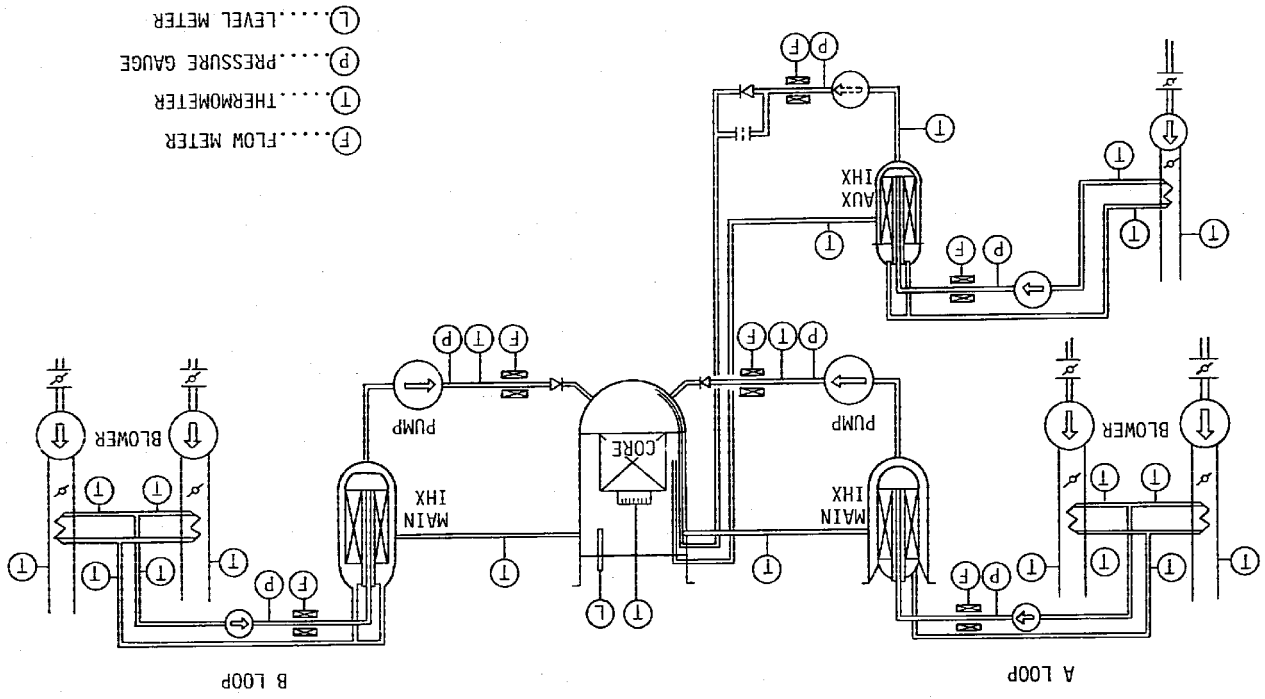 A LOOP
B LOOP
T L
P F
F P
T T T T
T T
T T T T
MAIN
IHX
MAIN
IHX
T T
T T
CORE
BLOWER
PUMP
PUMP
BLOWER
P T F
F T P
P F
T T
T
T
AUX
IHX
T
P F
F.....FLOW METER
T.....THERMOMETER
P.....PRESSURE GAUGE
L.....LEVEL METER